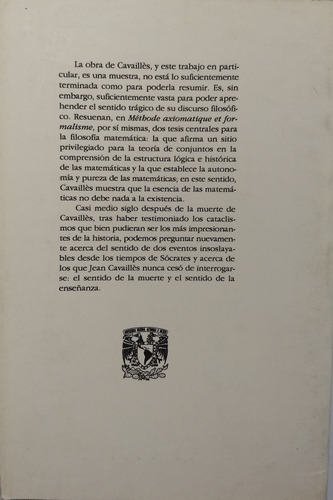 La obra de Cavaillès, y este trabajo en parti-
cular, es una muestra, no está lo suficientemente
terminada como para poderla resumir. Es, sin
embargo, suficientemente vasta para poder apre-
hender el sentido trágico de su discurso filosófi-
co. Resuenan, en Méthode axiomatique et for-
malisme, por sí mismas, dos tesis centrales para
la filosofía matemática: la que afirma un sitio
privilegiado para la teoría de conjuntos en la
comprensión de la estructura lógica e histórica
de las matemáticas y la que establece la autono-
mía y pureza de las matemáticas; en este sentido,
Cavaillès muestra que la esencia de las matemá-
ticas no debe nada a la existencia.
Casi medio siglo después de la muerte de
Cavaillès, tras haber testimoniado los cataclis-
mos que bien pudieran ser los más impresionan-
tes de la historia, podemos preguntar nuevamen-
te acerca del sentido de dos eventos insoslaya-
bles desde los tiempos de Sócrates y acerca de
los que Jean Cavaillès nunca cesó de interrogar-
se: el sentido de la muerte y el sentido de la
enseñanza.